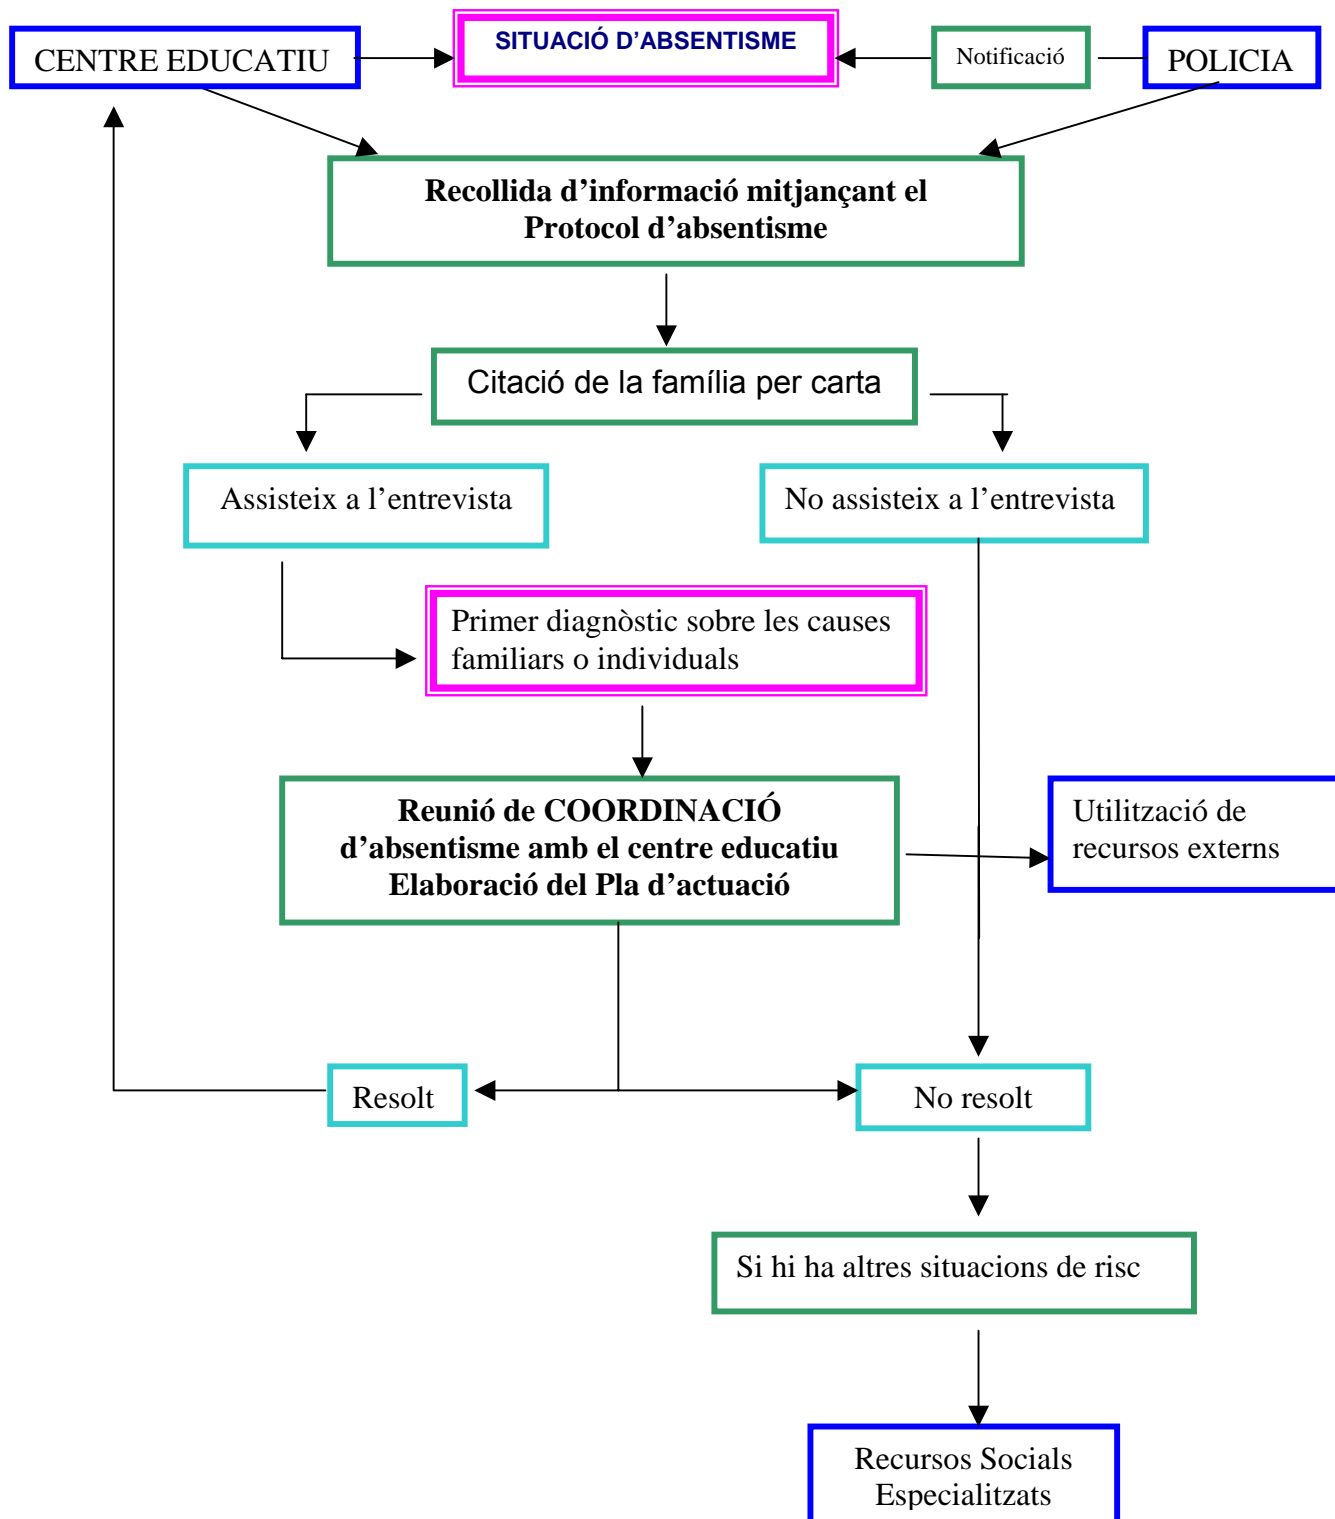 CENTRE EDUCATIU
SITUACIÓ D’ABSENTISME
Notificació
POLICIA
Recollida d’informació mitjançant el
Protocol d’absentisme
Citació de la família per carta
Assisteix a l’entrevista
No assisteix a l’entrevista
Primer diagnòstic sobre les causes
familiars o individuals
Reunió de COORDINACIÓ
d’absentisme amb el centre educatiu
Elaboració del Pla d’actuació
Utilització de
recursos externs
Resolt
No resolt
Si hi ha altres situacions de risc
Recursos Socials
Especialitzats